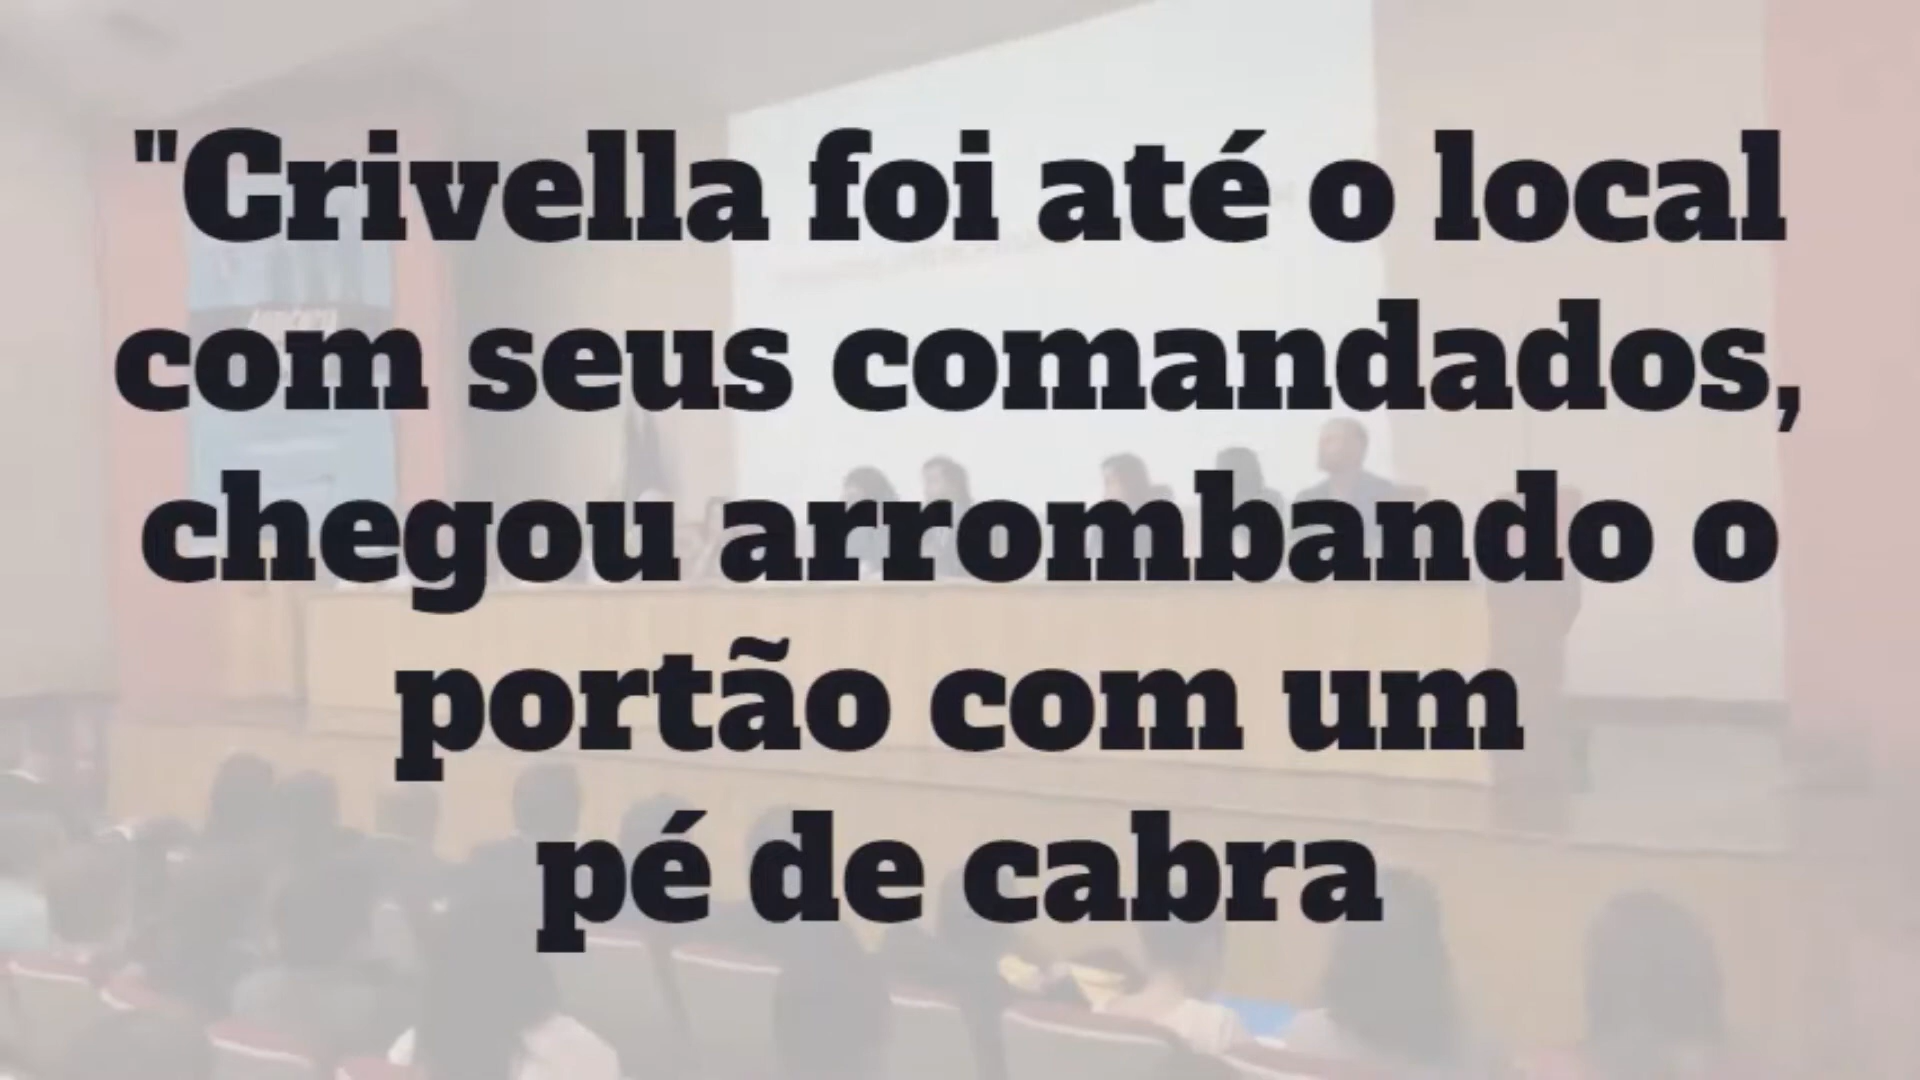 "Crivella foi até o local
com seus comandados,
chegou arrombando o
portão com um
pé de cabra